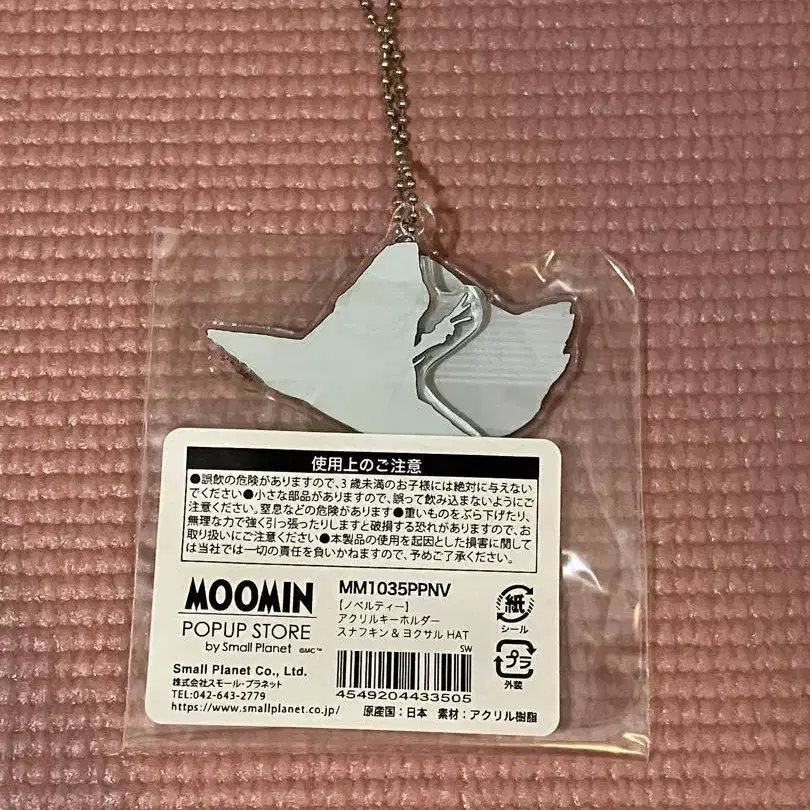 使用上のご注意
●誤飲の危険がありますので、3歳未満のお子様には絶対に与えない
でください●小さな部品がありますので、誤って飲み込まないようにご
注意ください。窒息などの危険があります●重いものをぶら下げたり、
無理な力で強く引っ張ったりしますと破損する恐れがありますので、お
取り扱いにご注意ください●本製品の使用を起因とした損害に関して
は当社では一切の責任を負いかねますので、予めご了承ください。
MOOMIN
POPUP STORE
by Small Planet ©MC™
Small Planet Co., Ltd.
株式会社スモール・プラネット
TEL:042-643-2779
https://www.smallplanet.co.jp/
MM1035PPNV
[ノベルティー]
アクリルキーホルダー
スナフキン & ヨクサル HAT
SW
4549204433505
原産国：日本 素材：アクリル樹脂
紙
シール
プラ
外装